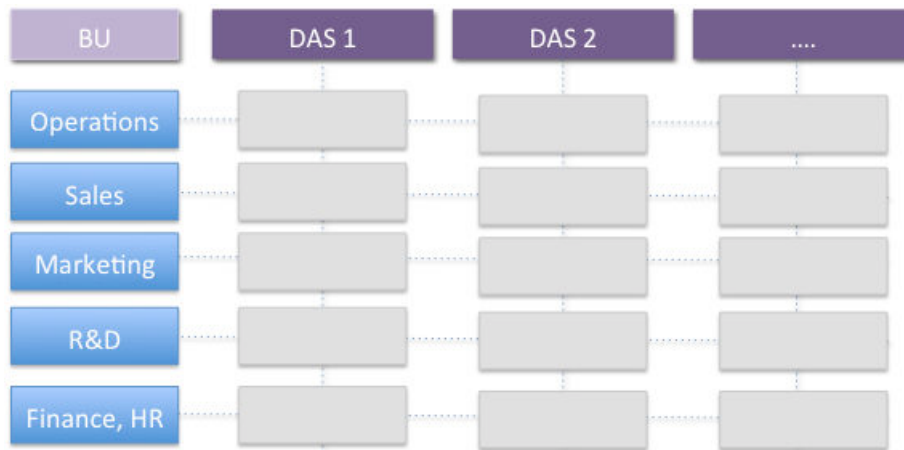 BU
DAS 1
DAS 2
....
Operations
Sales
Marketing
R&D
Finance, HR